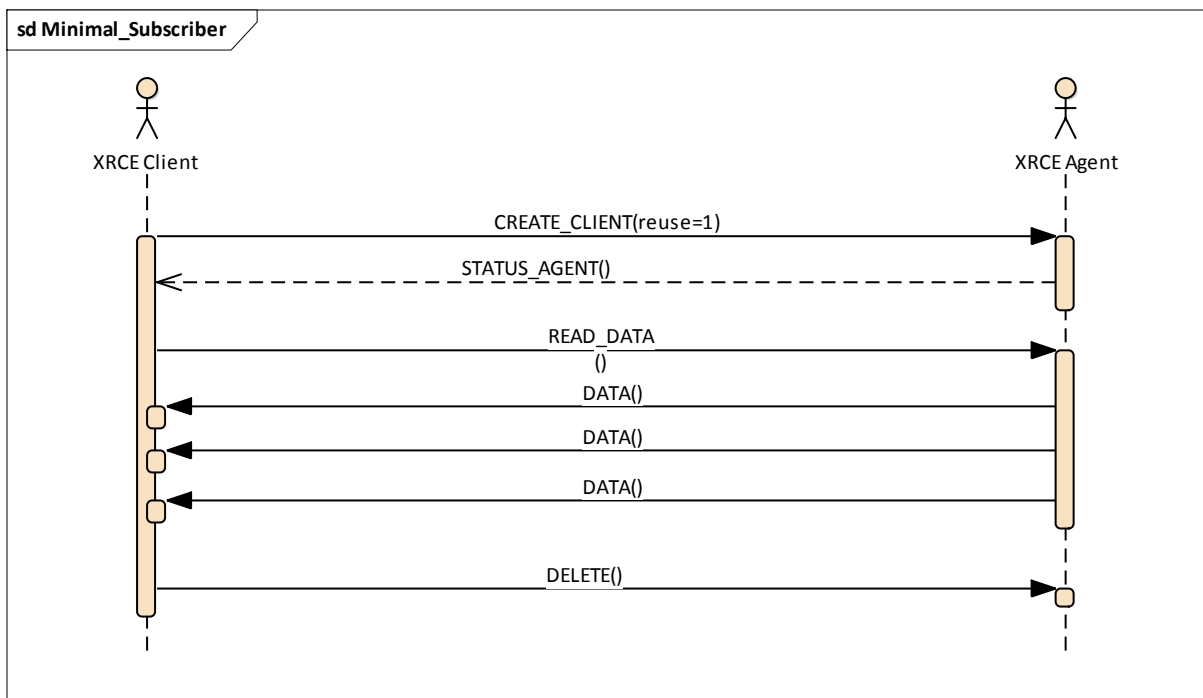 sd Minimal_Subscriber
XRCE Client
XRCE Agent
CREATE_CLIENT(reuse=1)
STATUS_AGENT()
READ_DATA
()
DATA()
DATA()
DATA()
DELETE()